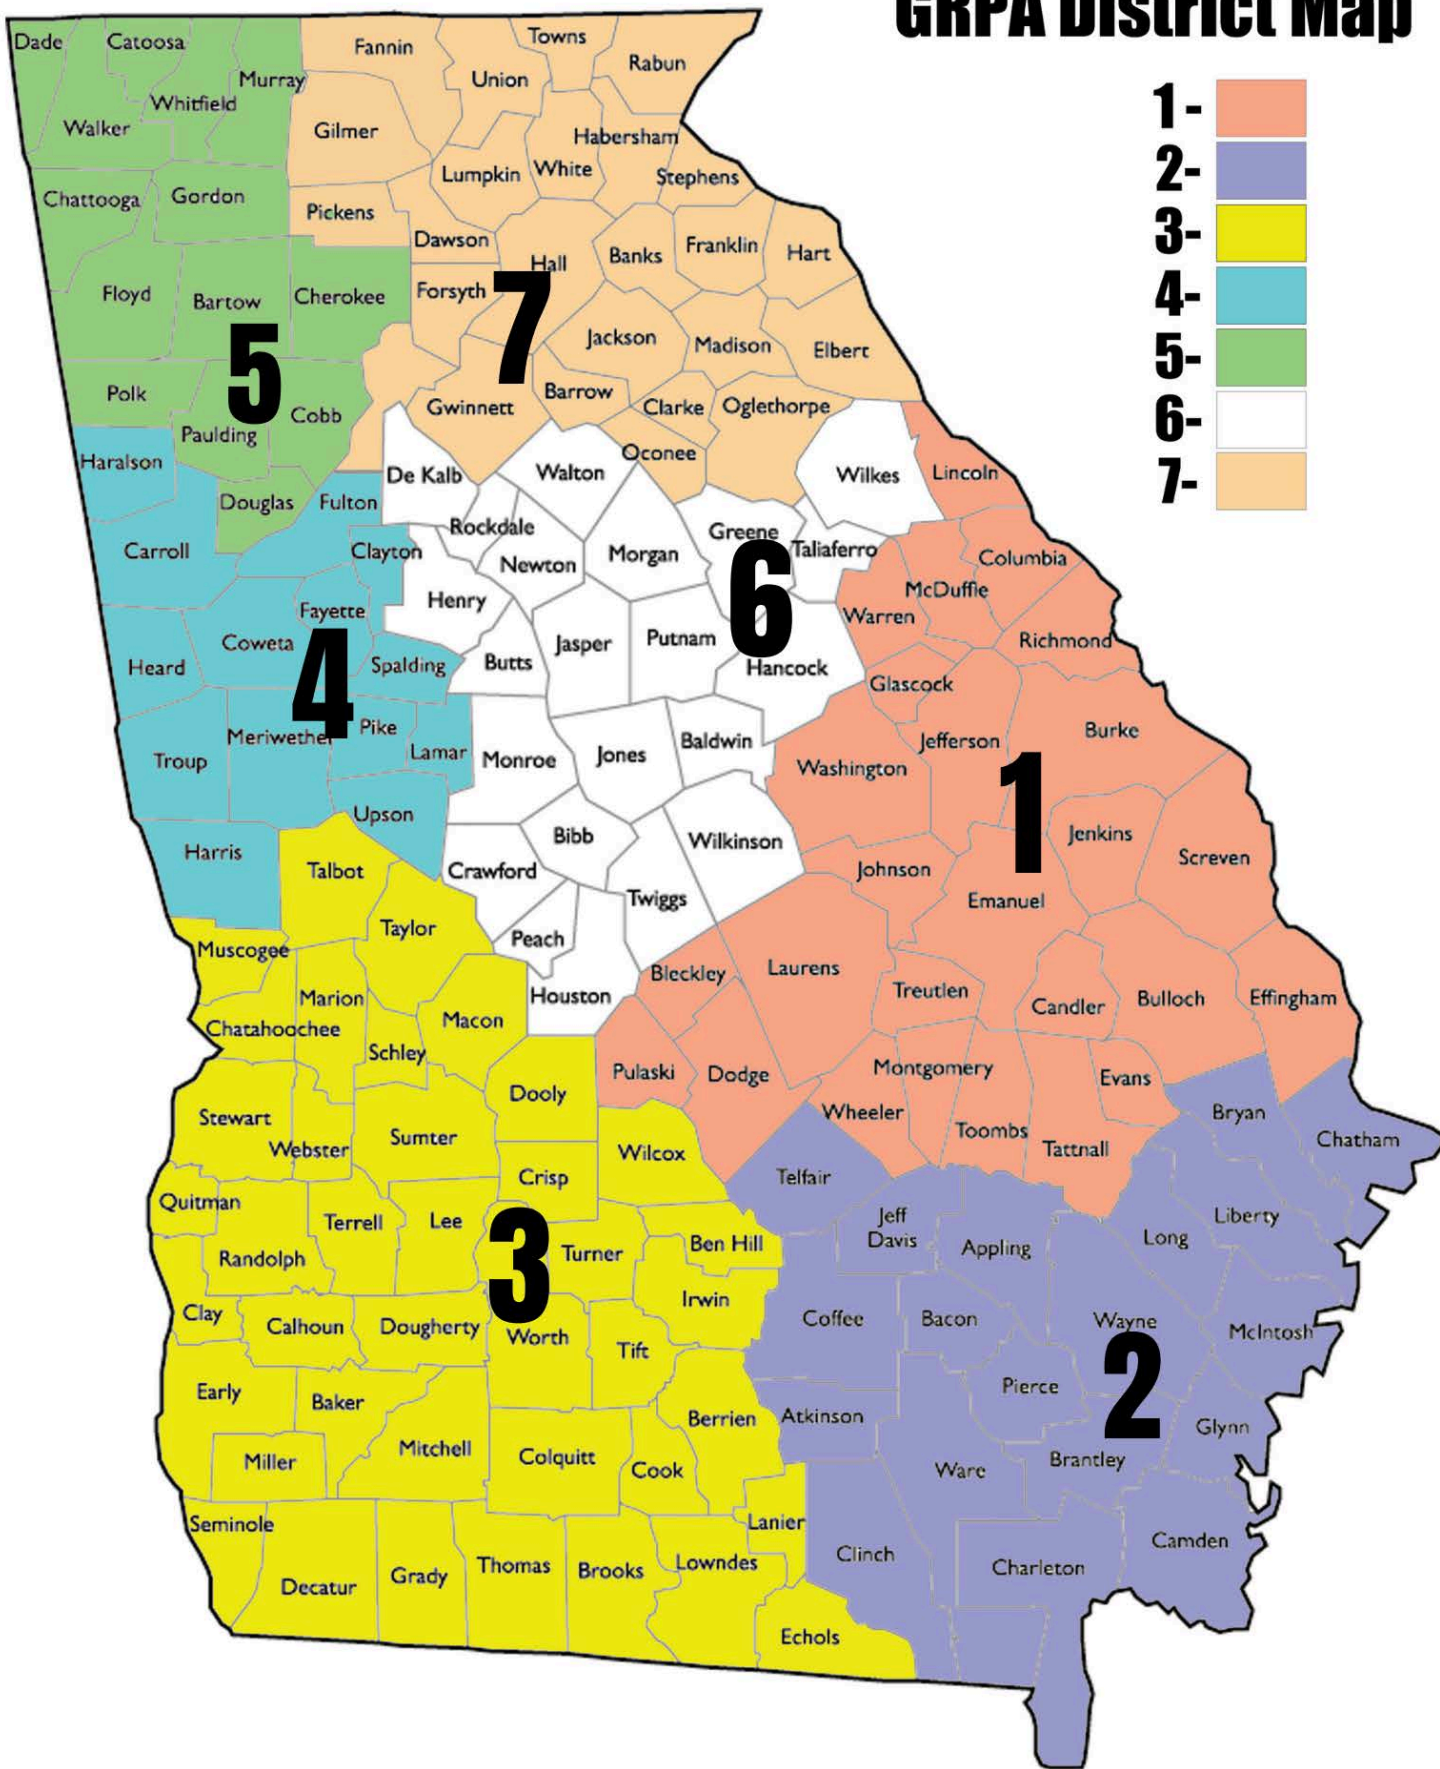 GRPA District Map
1 -
2-
3-
4-
5-
6-
7-
Dade
Catoosa
Fannin
Towns
Union
Rabun
Murray
Whitfield
Walker
Gilmer
Habersham
Lumpkin
White
Stephens
Chattooga
Gordon
Pickens
Dawson
Hall
Banks
Franklin
Hart
Floyd
Bartow
Cherokee
Forsyth
7
5
Jackson
Madison
Elbert
Polk
Cobb
Paulding
Gwinnett
Barrow
Clarke
Oglethorpe
Oconee
Haralson
De Kalb
Walton
Wilkes
Lincoln
Douglas
Fulton
Rockdale
Greene
Carroll
Clayton
Newton
Morgan
Taliaferro
Columbia
6
McDuffie
Henry
Fayette
Warren
Heard
Coweta
4
Spalding
Butts
Jasper
Putnam
Hancock
Richmond
Glascock
Troup
Meriwether
Pike
Lamar
Monroe
Jones
Baldwin
Washington
Jefferson
Burke
1
Upson
Harris
Talbot
Crawford
Bibb
Wilkinson
Johnson
Jenkins
Screven
Twiggs
Emanuel
Taylor
Peach
Muscogee
Marion
Houston
Bleckley
Laurens
Treutlen
Candler
Bulloch
Effingham
Chatahoochee
Macon
Schley
Dooly
Pulaski
Dodge
Montgomery
Evans
Stewart
Webster
Sumter
Wheeler
Toombs
Tattnall
Bryan
Chatham
Crisp
Wilcox
Telfair
Quitman
Terrell
Lee
3
Turner
Ben Hill
Jeff
Davis
Appling
Long
Liberty
Randolph
Irwin
Clay
Calhoun
Dougherty
Worth
Tift
Coffee
Bacon
Wayne
McIntosh
2
Early
Baker
Pierce
Berrien
Atkinson
Glynn
Miller
Mitchell
Colquitt
Cook
Ware
Brantley
Seminole
Lanier
Decatur
Grady
Thomas
Brooks
Lowndes
Clinch
Charleton
Camden
Echols